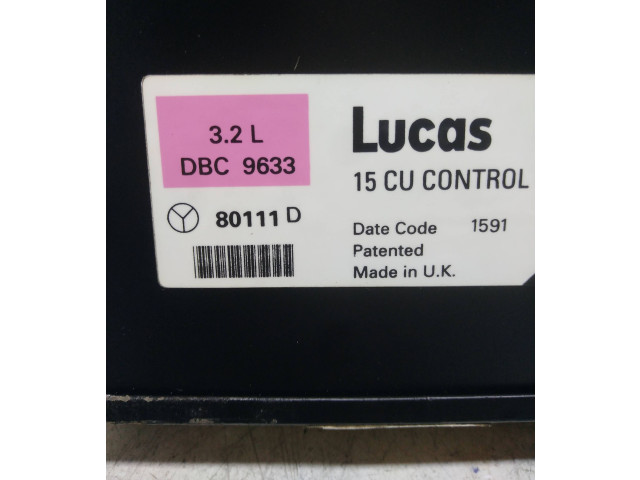 3.2 L
DBC 9633
80111 D
Lucas
15 CU CONTROL
Date Code 1591
Patented
Made in U.K.